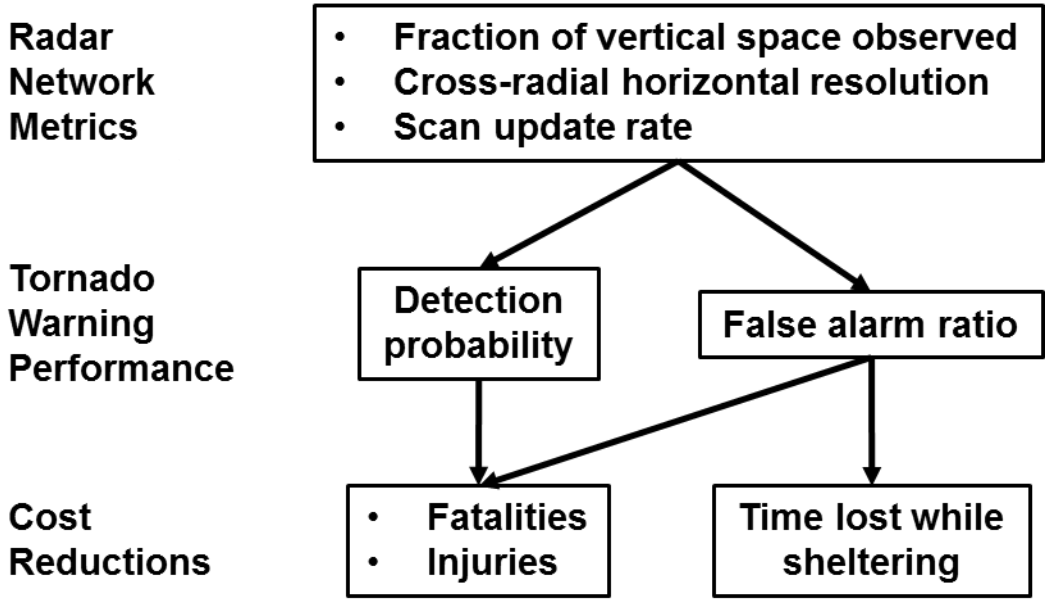 Radar
Network
Metrics
• Fraction of vertical space observed
• Cross-radial horizontal resolution
• Scan update rate
Tornado
Warning
Performance
Detection
probability
False alarm ratio
Cost
Reductions
• Fatalities
• Injuries
Time lost while
sheltering